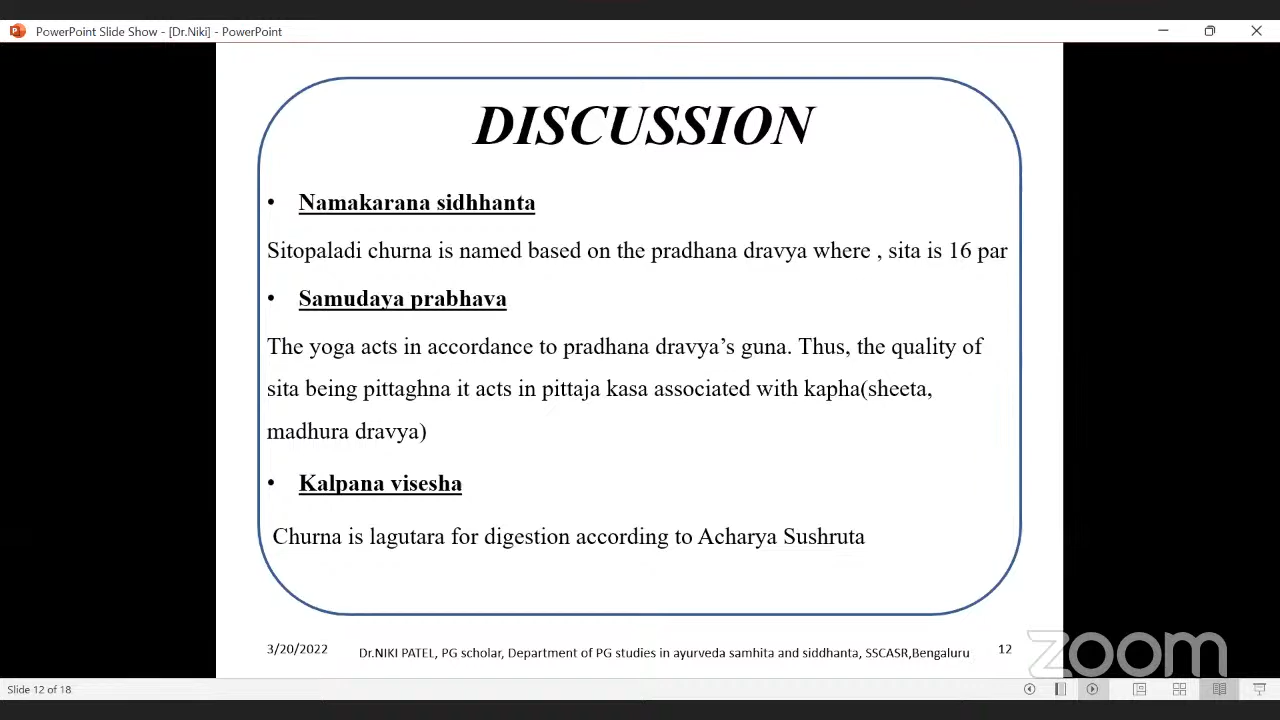 PowerPoint Slide Show - [Dr.Niki] - PowerPoint
DISCUSSION
• Namakarana sidhhanta
Sitopaladi churna is named based on the pradhana dravya where , sita is 16 par
• Samudaya prabhava
The yoga acts in accordance to pradhana dravya’s guna. Thus, the quality of
sita being pittaghna it acts in pittaja kasa associated with kapha(sheeta,
madhura dravya)
• Kalpana visesha
Churna is lagutara for digestion according to Acharya Sushruta
3/20/2022
Dr.NIKI PATEL, PG scholar, Department of PG studies in ayurveda samhita and siddhanta, SSCASR,Bengaluru
12
zoom
Slide 12 of 18